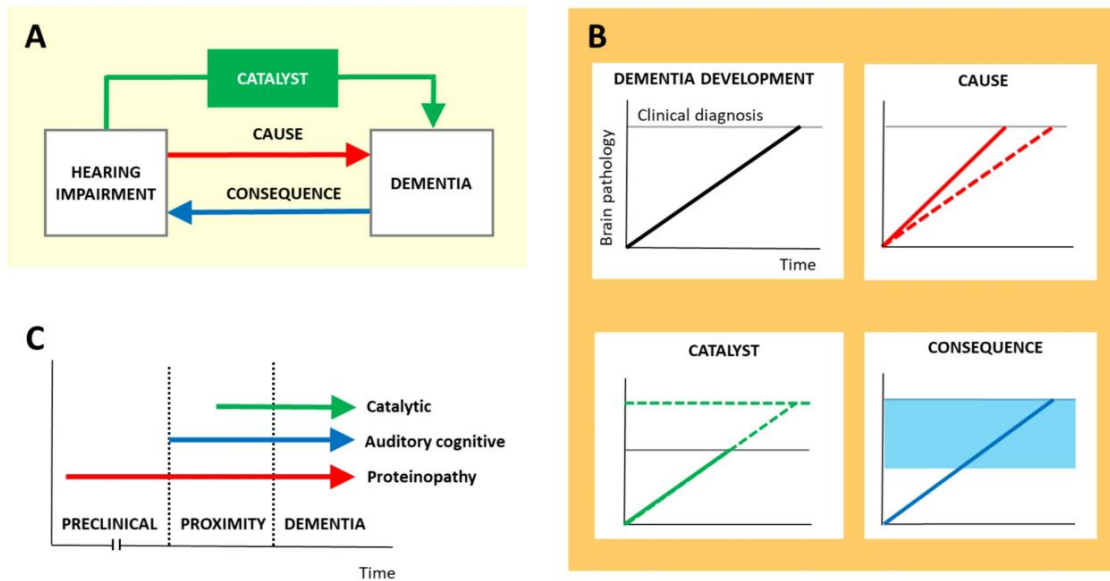 A
CATALYST
CAUSE
HEARING
IMPAIRMENT
DEMENTIA
CONSEQUENCE
B
DEMENTIA DEVELOPMENT
Clinical diagnosis
Brain pathology
Time
CAUSE
CATALYST
CONSEQUENCE
C
Catalytic
Auditory cognitive
Proteinopathy
PRECLINICAL
PROXIMITY
DEMENTIA
Time